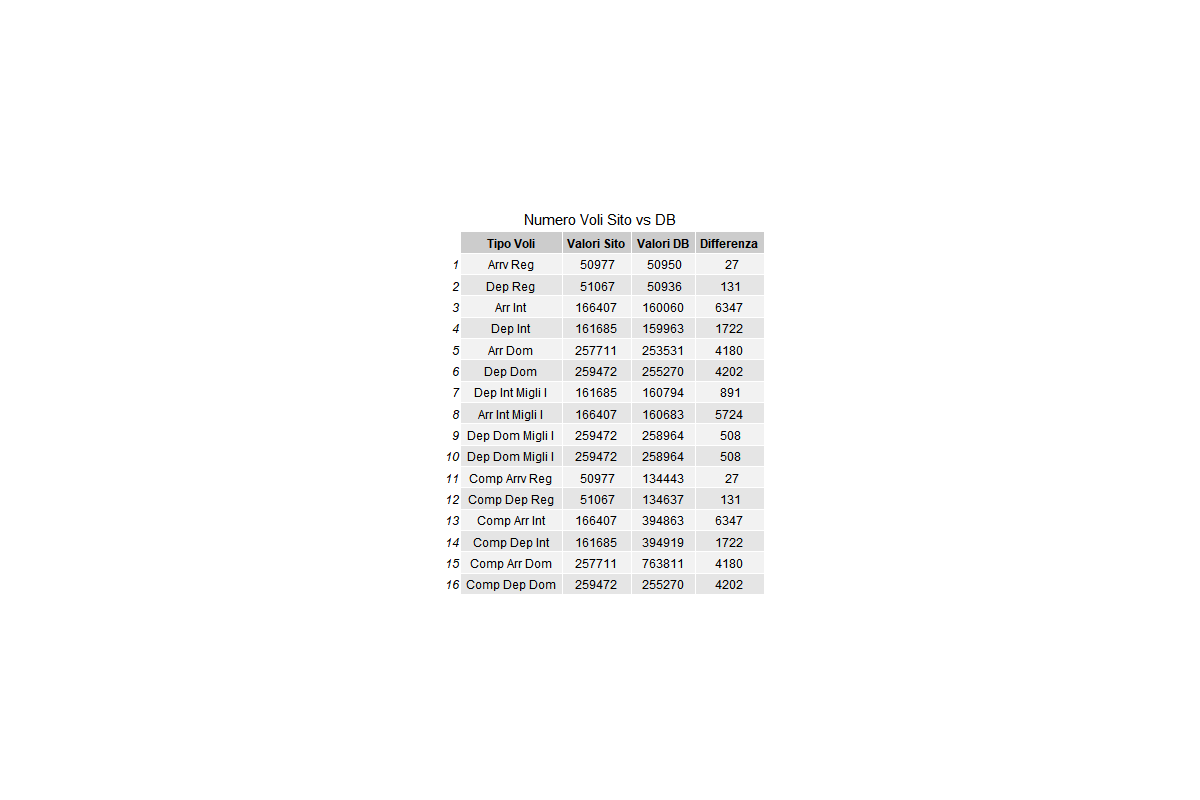 Numero Voli Sito vs DB
Tipo Voli Valori Sito Valori DB Differenza
1 Arrv Reg 50977 50950 27
2 Dep Reg 51067 50936 131
3 Arr Int 166407 160060 6347
4 Dep Int 161685 159963 1722
5 Arr Dom 257711 253531 4180
6 Dep Dom 259472 255270 4202
7 Dep Int Migli I 161685 160794 891
8 Arr Int Migli I 166407 160683 5724
9 Dep Dom Migli I 259472 258964 508
10 Dep Dom Migli I 259472 258964 508
11 Comp Arrv Reg 50977 134443 27
12 Comp Dep Reg 51067 134637 131
13 Comp Arr Int 166407 394863 6347
14 Comp Dep Int 161685 394919 1722
15 Comp Arr Dom 257711 763811 4180
16 Comp Dep Dom 259472 255270 4202